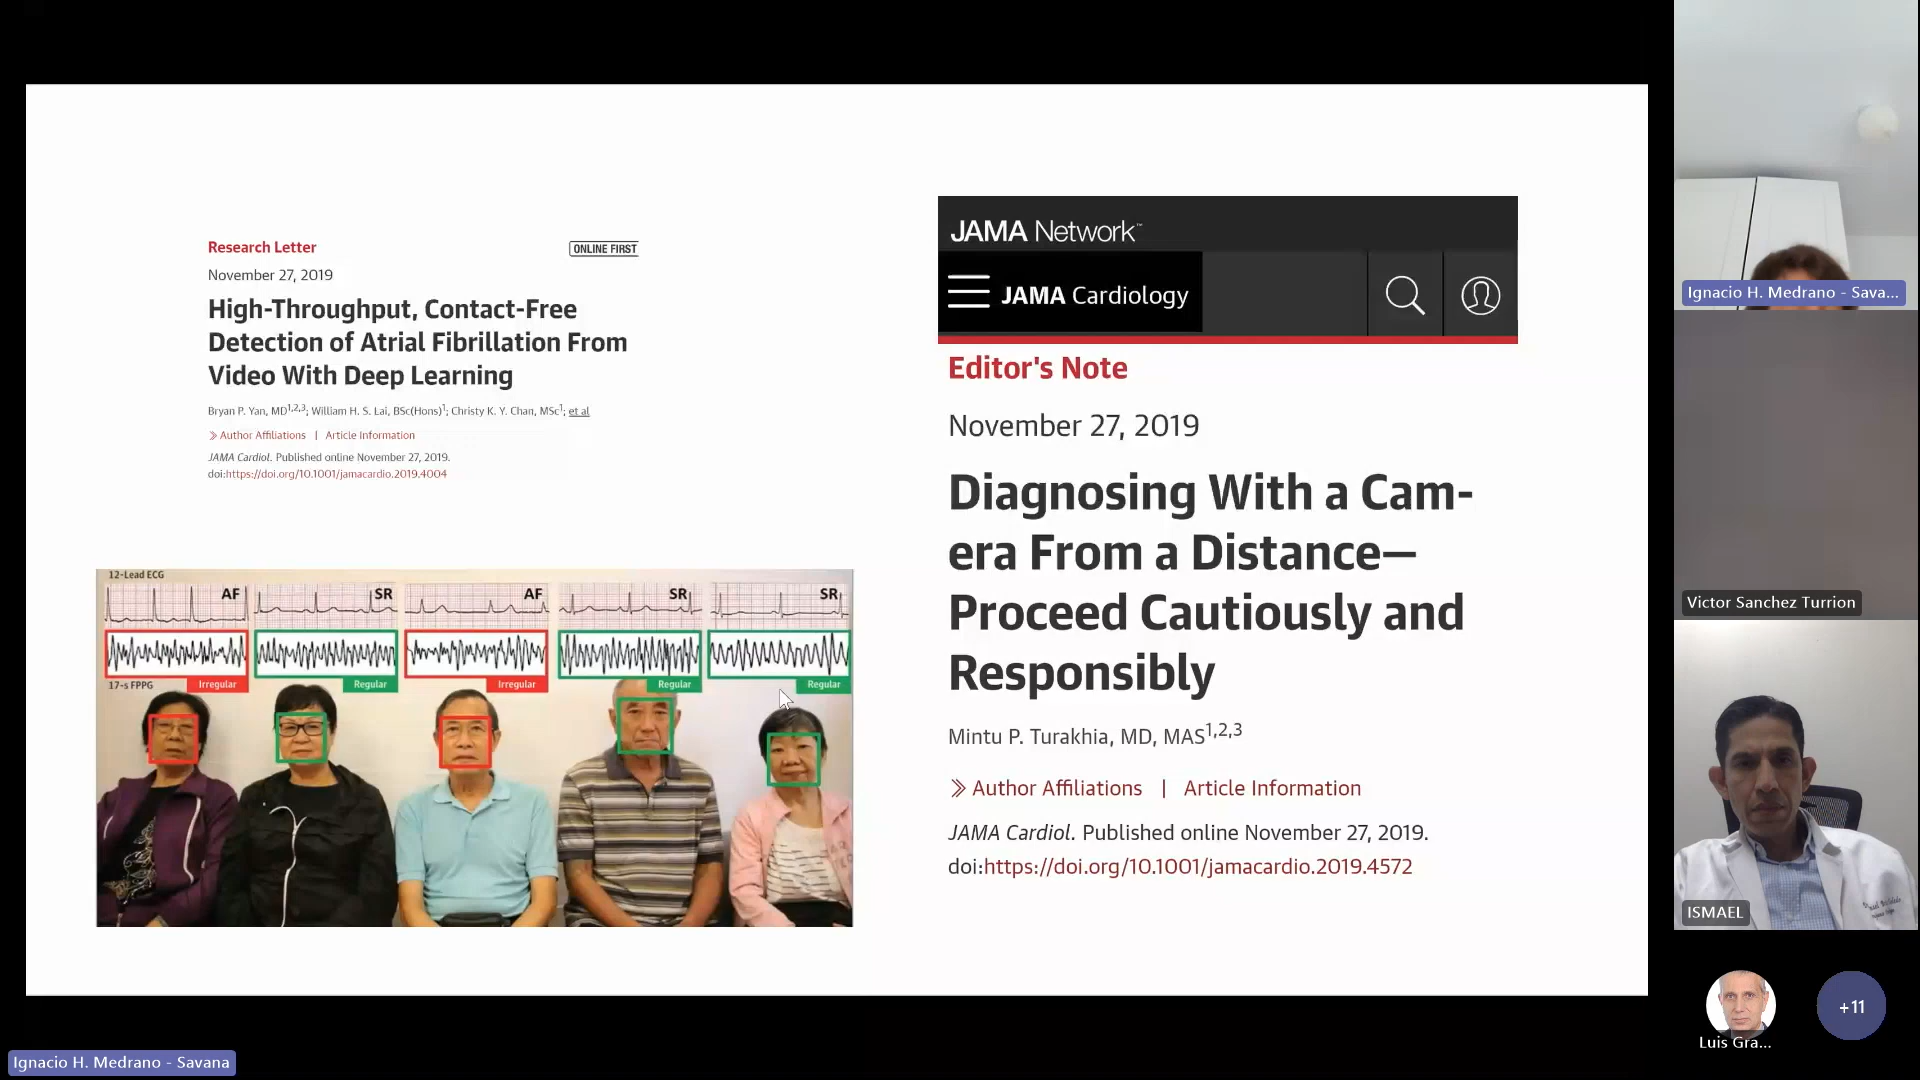 Research Letter
ONLINE FIRST
November 27, 2019
High-Throughput, Contact-Free
Detection of Atrial Fibrillation From
Video With Deep Learning
Bryan P. Yan, MD1,2,3; William H. S. Lai, BSc(Hons)1; Christy K. Y. Chan, MSc1; et al
» Author Affiliations | Article Information
JAMA Cardiol. Published online November 27, 2019.
doi:https://doi.org/10.1001/jamacardio.2019.4004
12-Lead ECG
AF
SR
AF
SR
SR
17-s FPPG
Irregular
Regular
Irregular
Regular
Regular
JAMA Network™
JAMA Cardiology
Editor's Note
November 27, 2019
Diagnosing With a Cam-
era From a Distance—
Proceed Cautiously and
Responsibly
Mintu P. Turakhia, MD, MAS1,2,3
» Author Affiliations | Article Information
JAMA Cardiol. Published online November 27, 2019.
doi:https://doi.org/10.1001/jamacardio.2019.4572
Ignacio H. Medrano - Sava...
Victor Sanchez Turrion
ISMAEL
Luis Gra...
+11
Ignacio H. Medrano - Savana